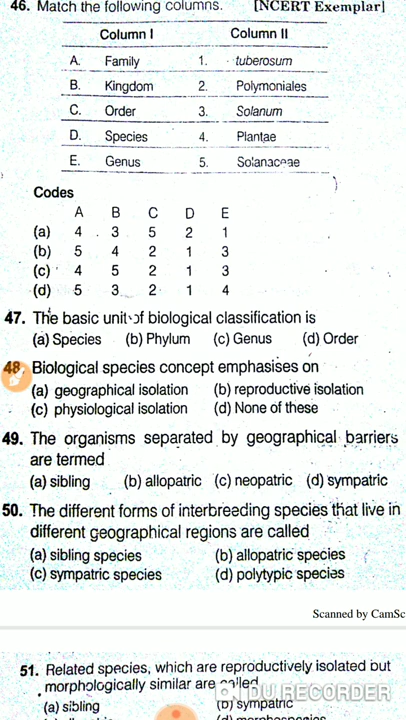 46. Match the following columns. [NCERT Exemplar]
Column I Column II
A. Family 1. tuberosum
B. Kingdom 2. Polymoniales
C. Order 3. Solanum
D. Species 4. Plantae
E. Genus 5. Solanaceae
Codes
A B C D E
(a) 4 3 5 2 1
(b) 5 4 2 1 3
(c) 4 5 2 1 3
(d) 5 3 2 1 4
47. The basic unit of biological classification is
(a) Species (b) Phylum (c) Genus (d) Order
48. Biological species concept emphasises on
(a) geographical isolation (b) reproductive isolation
(c) physiological isolation (d) None of these
49. The organisms separated by geographical barriers
are termed
(a) sibling (b) allopatric (c) neopatric (d) sympatric
50. The different forms of interbreeding species that live in
different geographical regions are called
(a) sibling species (b) allopatric species
(c) sympatric species (d) polytypic species
Scanned by CamSc
51. Related species, which are reproductively isolated but
morphologically similar are called
DU RECORDER
(a) sibling (b) sympatric